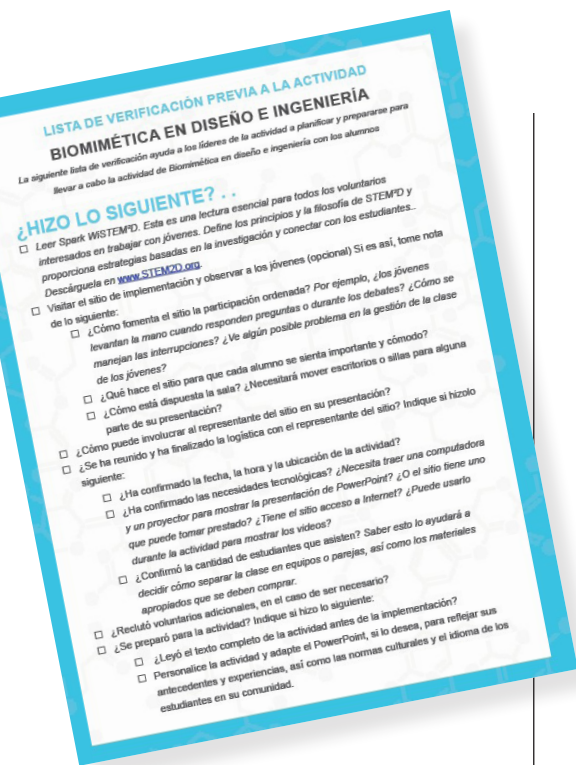 LISTA DE VERIFICACIÓN PREVIA A LA ACTIVIDAD
BIOMIMÉTICA EN DISEÑO E INGENIERÍA
La siguiente lista de verificación ayuda a los líderes de la actividad a planificar y prepararse para
llevar a cabo la actividad de Biomimética en diseño e ingeniería con los alumnos
¿HIZO LO SIGUIENTE? . .
☐ Leer Spark WiSTEM²D. Esta es una lectura esencial para todos los voluntarios
interesados en trabajar con jóvenes. Define los principios y la filosofía de STEM²D y
proporciona estrategias basadas en la investigación y conectar con los estudiantes..
Descárguela en www.STEM2D.org.
☐ Visitar el sitio de implementación y observar a los jóvenes (opcional) Si es así, tome nota
de lo siguiente:
☐ ¿Cómo fomenta el sitio la participación ordenada? Por ejemplo, ¿los jóvenes
levantan la mano cuando responden preguntas o durante los debates? ¿Cómo se
manejan las interrupciones? ¿Ve algún posible problema en la gestión de la clase
de los jóvenes?
☐ ¿Qué hace el sitio para que cada alumno se sienta importante y cómodo?
☐ ¿Cómo está dispuesta la sala? ¿Necesitará mover escritorios o sillas para alguna
parte de su presentación?
☐ ¿Cómo puede involucrar al representante del sitio en su presentación?
☐ ¿Se ha reunido y ha finalizado la logística con el representante del sitio? Indique si hizolo
siguiente:
☐ ¿Ha confirmado la fecha, la hora y la ubicación de la actividad?
☐ ¿Ha confirmado las necesidades tecnológicas? ¿Necesita traer una computadora
y un proyector para mostrar la presentación de PowerPoint? ¿O el sitio tiene uno
que puede tomar prestado? ¿Tiene el sitio acceso a Internet? ¿Puede usarlo
durante la actividad para mostrar los videos?
☐ ¿Confirmó la cantidad de estudiantes que asisten? Saber esto lo ayudará a
decidir cómo separar la clase en equipos o parejas, así como los materiales
apropiados que se deben comprar.
☐ ¿Reclutó voluntarios adicionales, en el caso de ser necesario?
☐ ¿Se preparó para la actividad? Indique si hizo lo siguiente:
☐ ¿Leyó el texto completo de la actividad antes de la implementación?
☐ Personalice la actividad y adapte el PowerPoint, si lo desea, para reflejar sus
antecedentes y experiencias, así como las normas culturales y el idioma de los
estudiantes en su comunidad.